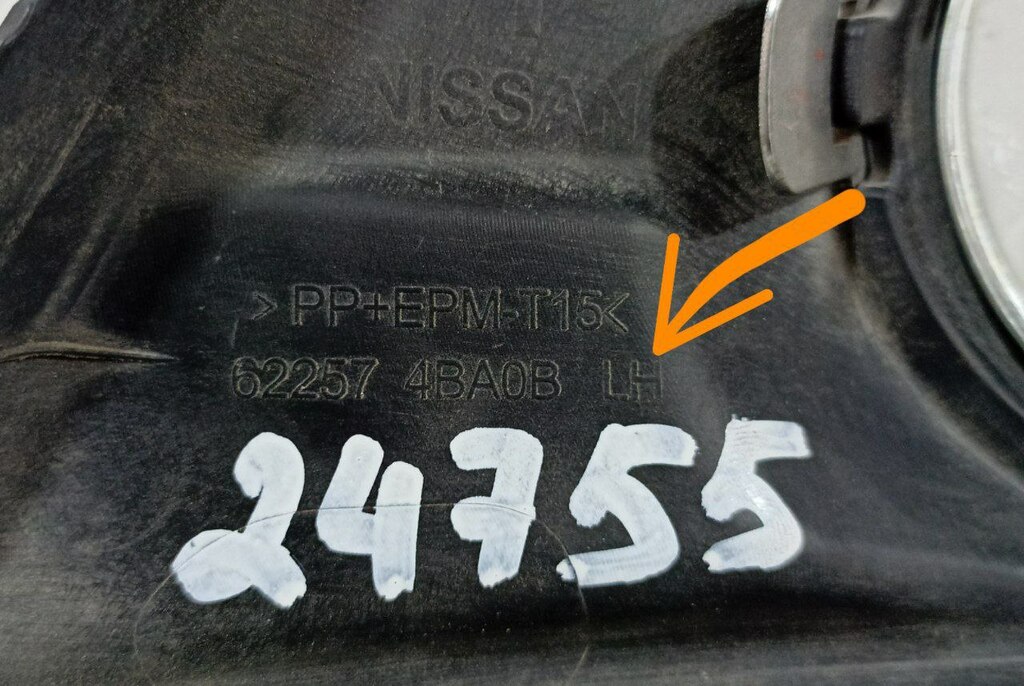 NISSAN
>PP+EPM-T15<
62257 4BA0B LH
24755